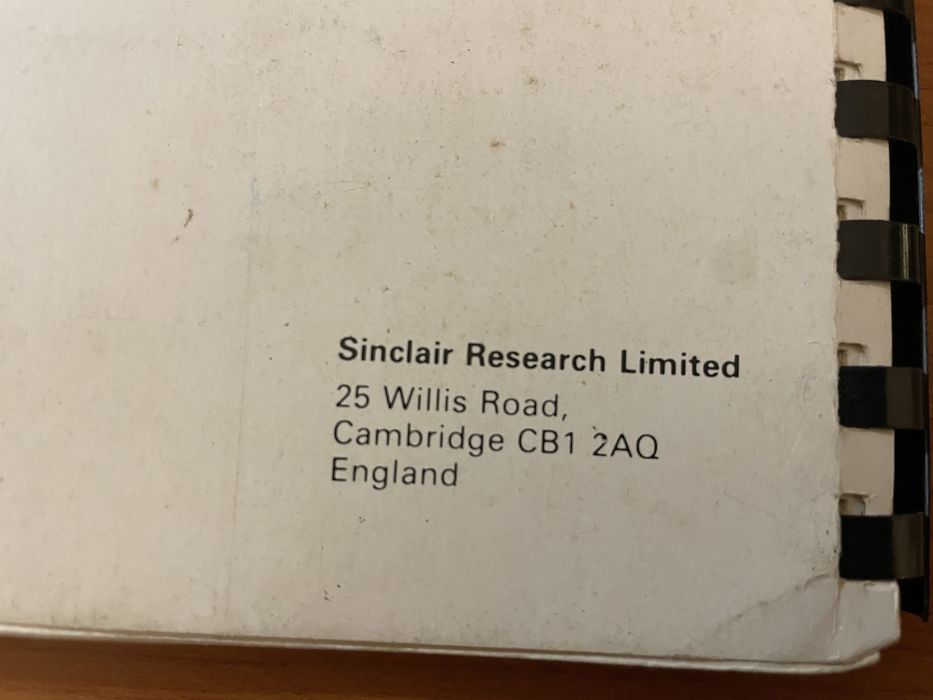 Sinclair Research Limited
25 Willis Road,
Cambridge CB1 2AQ
England